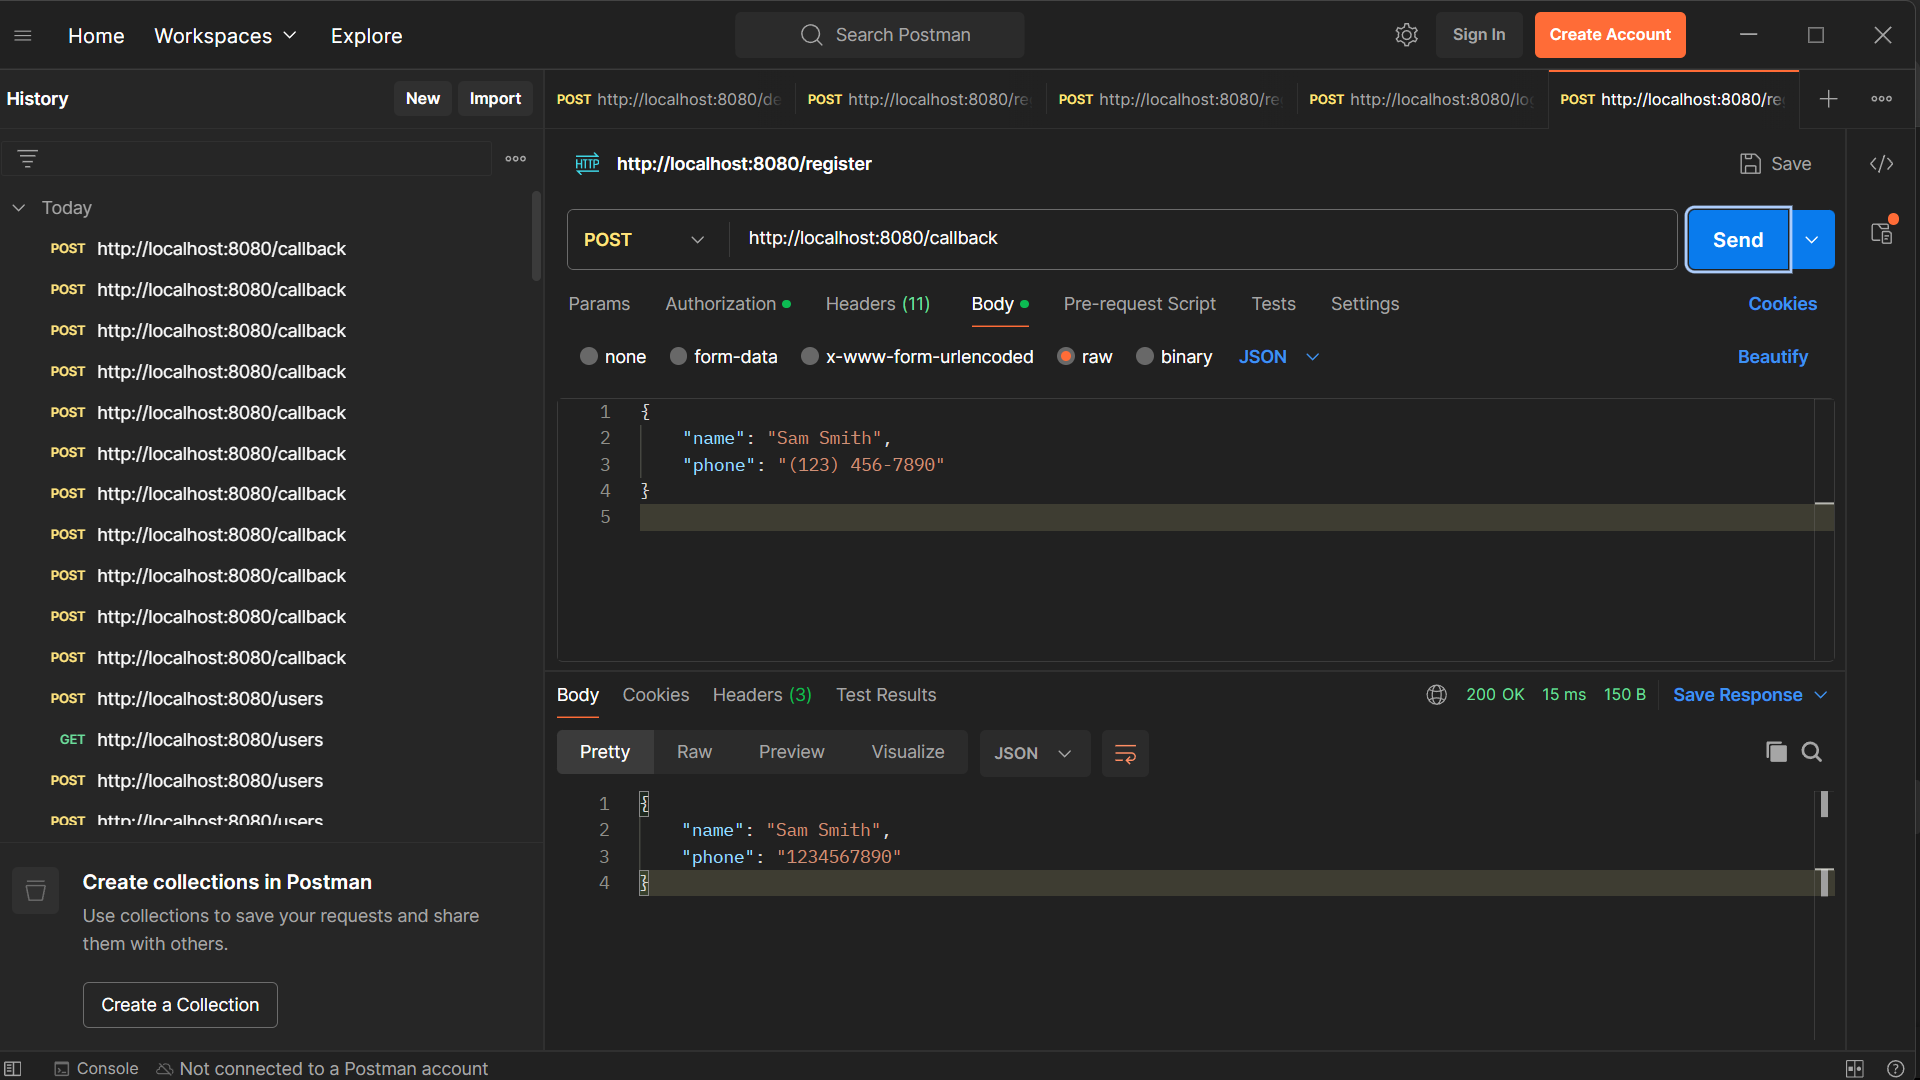 Home Workspaces Explore Search Postman Sign In Create Account
History New Import
POST http://localhost:8080/de POST http://localhost:8080/re POST http://localhost:8080/re POST http://localhost:8080/lo POST http://localhost:8080/re
HTTP http://localhost:8080/register Save
Today
POST http://localhost:8080/callback
POST http://localhost:8080/callback
POST http://localhost:8080/callback
POST http://localhost:8080/callback
POST http://localhost:8080/callback
POST http://localhost:8080/callback
POST http://localhost:8080/callback
POST http://localhost:8080/callback
POST http://localhost:8080/callback
POST http://localhost:8080/callback
POST http://localhost:8080/callback
POST http://localhost:8080/users
GET http://localhost:8080/users
POST http://localhost:8080/users
POST http://localhost:8080/users
Create collections in Postman
Use collections to save your requests and share
them with others.
Create a Collection
POST http://localhost:8080/callback Send
Params Authorization Headers (11) Body Pre-request Script Tests Settings Cookies
none form-data x-www-form-urlencoded raw binary JSON Beautify
1 {
2 "name": "Sam Smith",
3 "phone": "(123) 456-7890"
4 }
5
Body Cookies Headers (3) Test Results 200 OK 15 ms 150 B Save Response
Pretty Raw Preview Visualize JSON
1 {
2 "name": "Sam Smith",
3 "phone": "1234567890"
4 }
Console Not connected to a Postman account